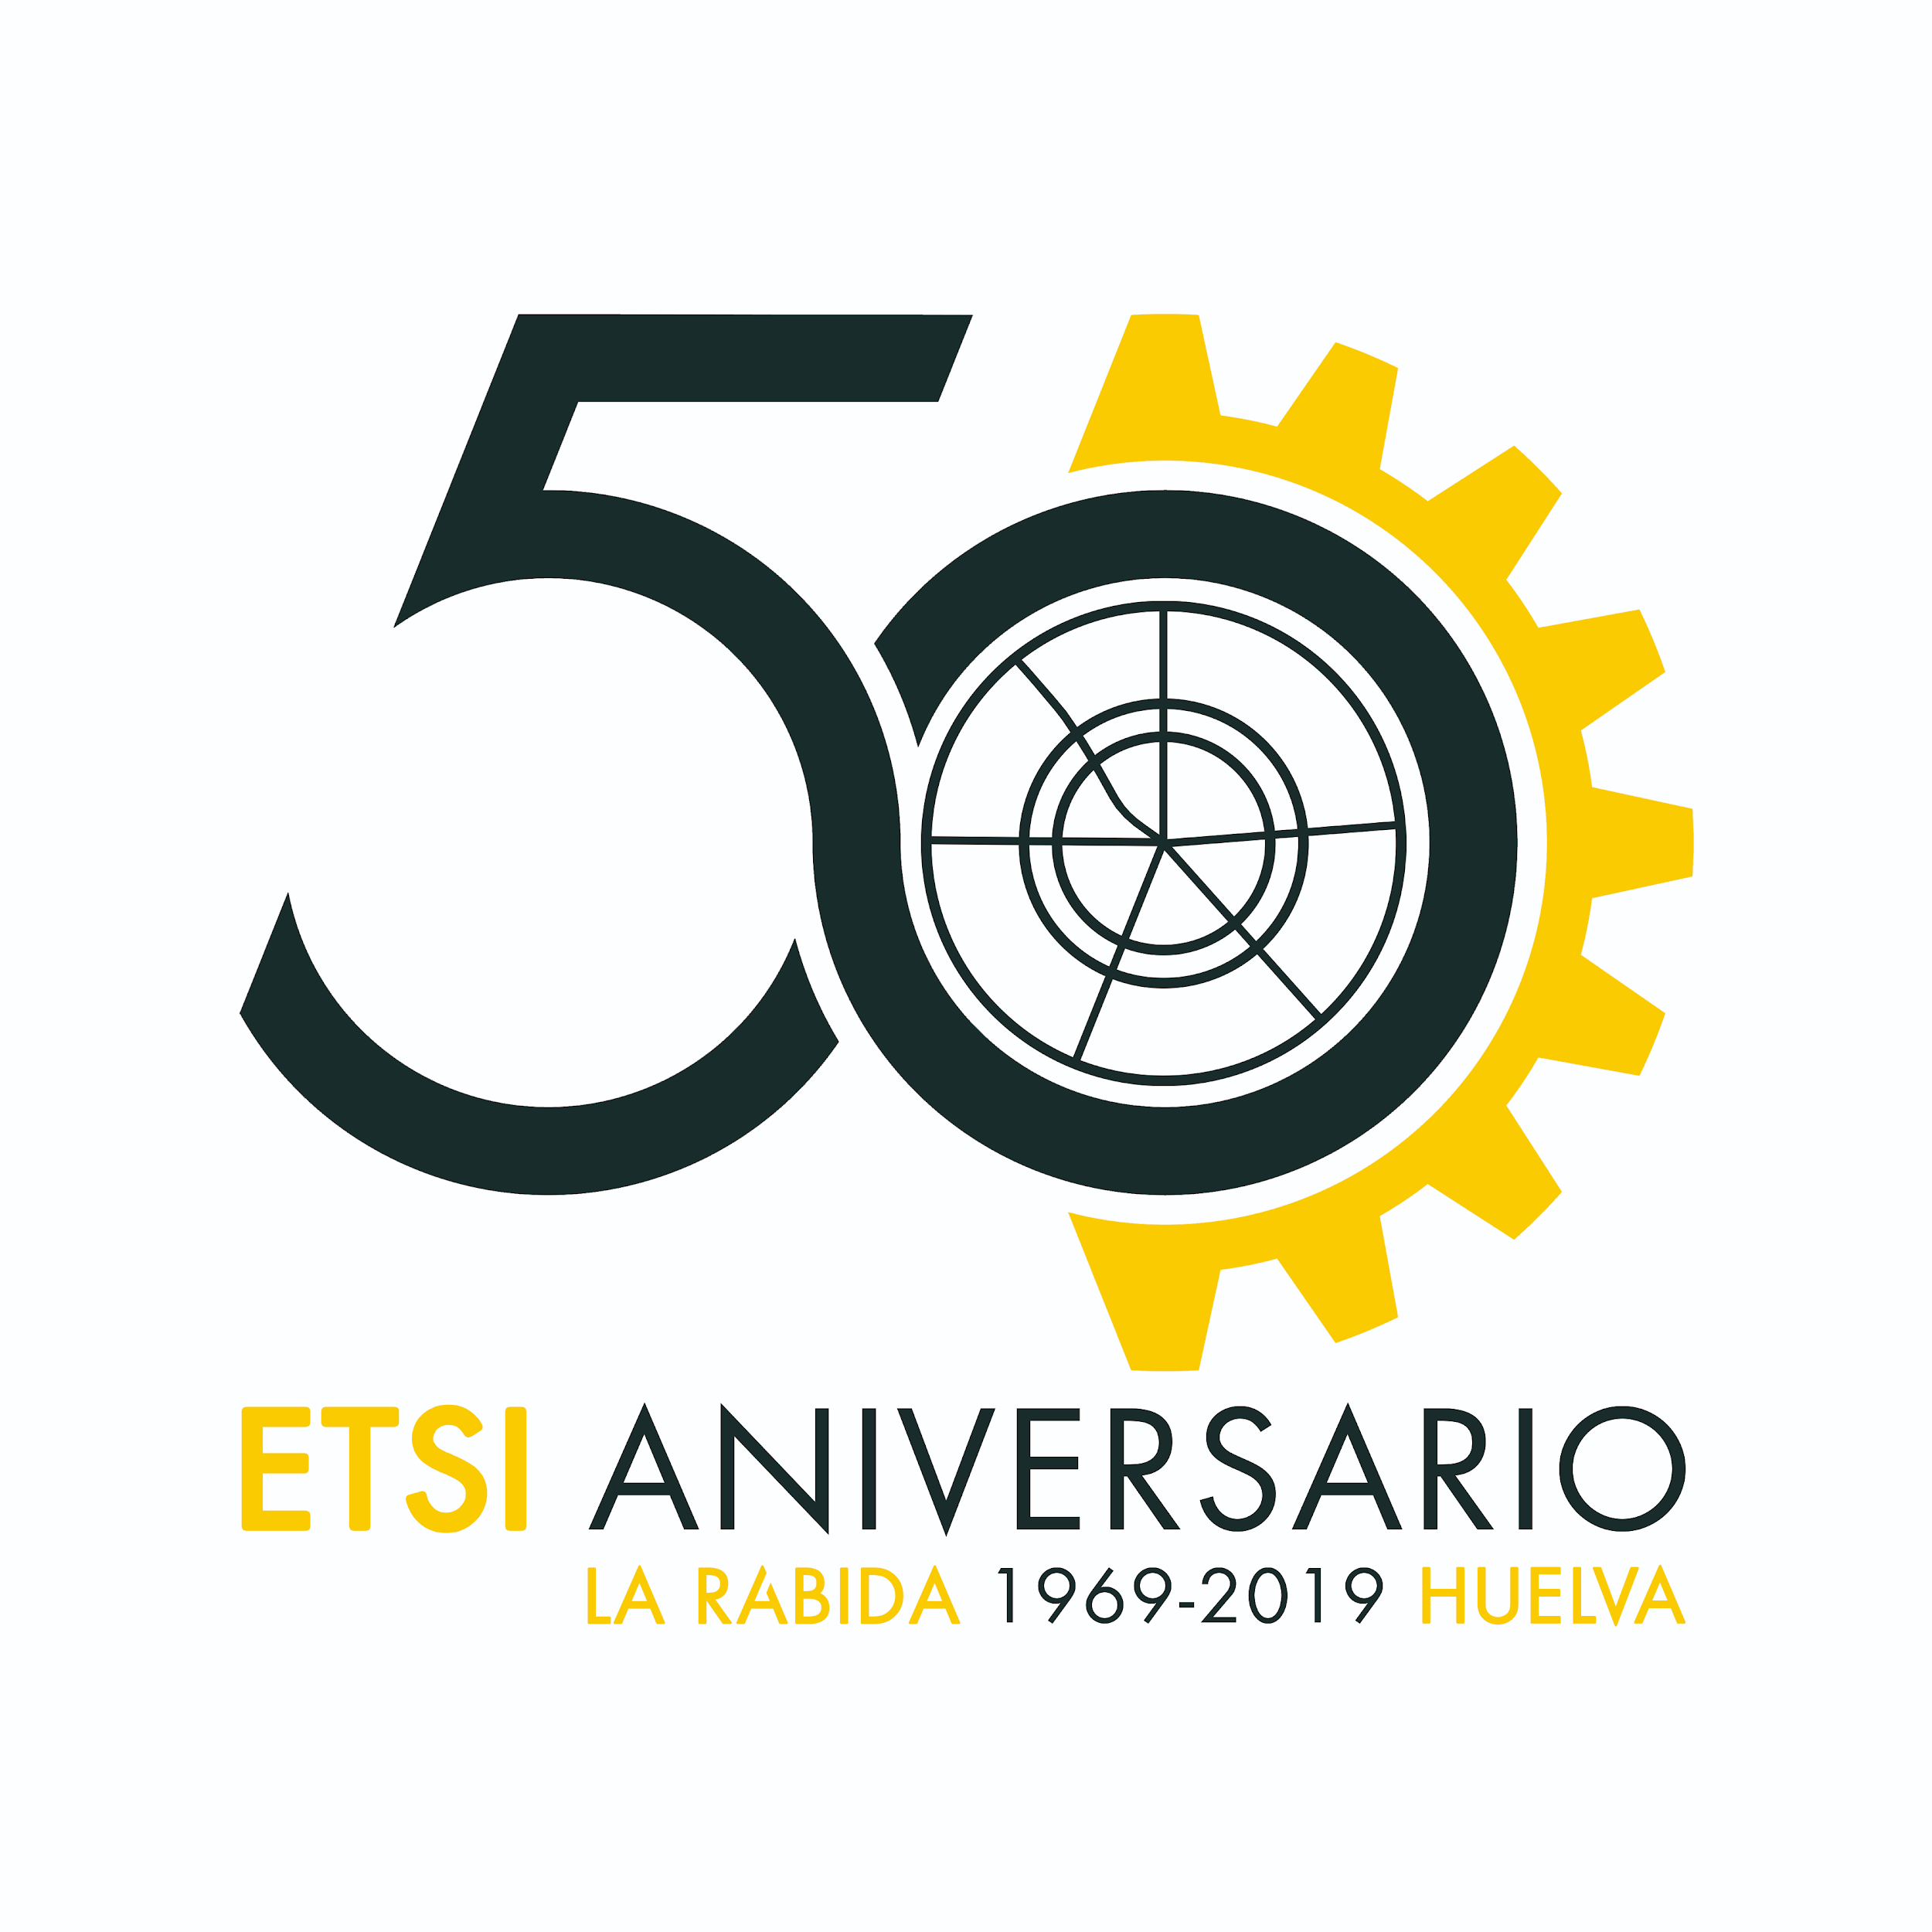 50
ETSI ANIVERSARIO
LA RABIDA 1969-2019 HUELVA